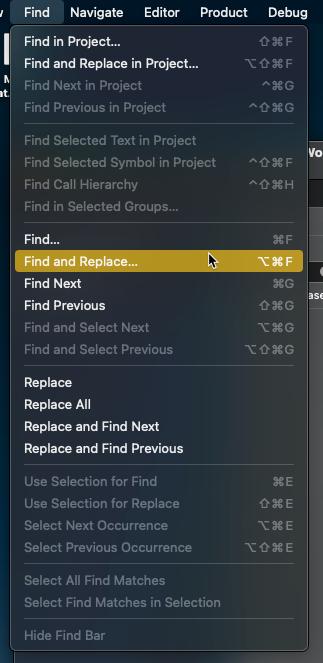 Find Navigate Editor Product Debug
Find in Project... ⇧⌘F
Find and Replace in Project... ⌥⇧⌘F
Find Next in Project ^⌘G
Find Previous in Project ^⇧⌘G
Find Selected Text in Project
Find Selected Symbol in Project ^⇧⌘F
Find Call Hierarchy ^⇧⌘H
Find in Selected Groups...
Find... ⌘F
Find and Replace... ⌥⌘F
Find Next ⌘G
Find Previous ⇧⌘G
Find and Select Next ⌥⌘G
Find and Select Previous ⌥⇧⌘G
Replace
Replace All
Replace and Find Next
Replace and Find Previous
Use Selection for Find ⌘E
Use Selection for Replace ⇧⌘E
Select Next Occurrence ⌥⌘E
Select Previous Occurrence ⌥⇧⌘E
Select All Find Matches
Select Find Matches in Selection
Hide Find Bar